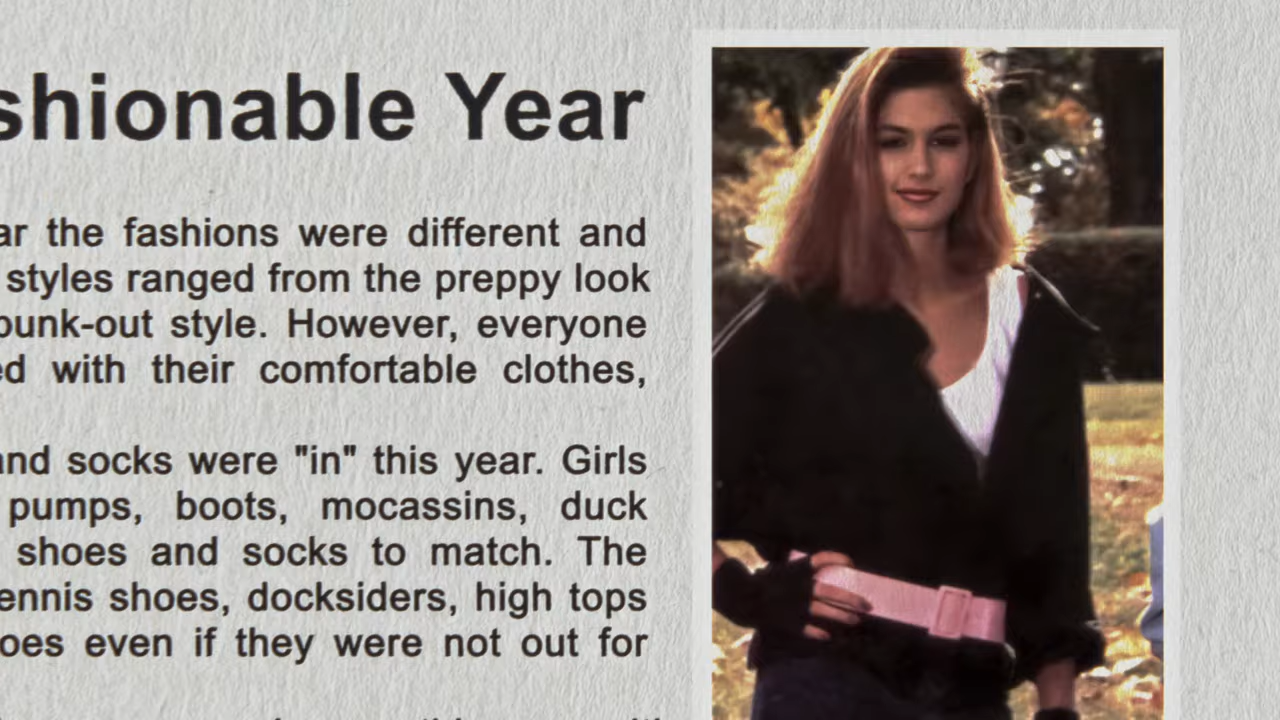 shionable Year
ar the fashions were different and
styles ranged from the preppy look
punk-out style. However, everyone
ed with their comfortable clothes,
and socks were "in" this year. Girls
pumps, boots, mocassins, duck
shoes and socks to match. The
ennis shoes, docksiders, high tops
oes even if they were not out for